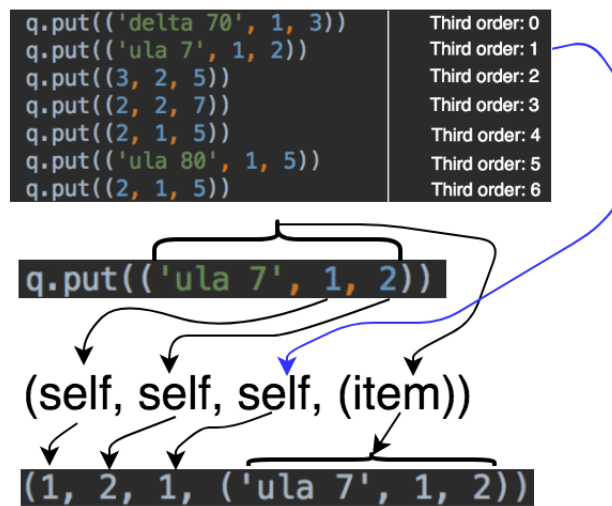 q.put(('delta 70', 1, 3)) Third order: 0
q.put(('ula 7', 1, 2)) Third order: 1
q.put((3, 2, 5)) Third order: 2
q.put((2, 2, 7)) Third order: 3
q.put((2, 1, 5)) Third order: 4
q.put(('ula 80', 1, 5)) Third order: 5
q.put((2, 1, 5)) Third order: 6
q.put(('ula 7', 1, 2))
(self, self, self, (item))
(1, 2, 1, ('ula 7', 1, 2))